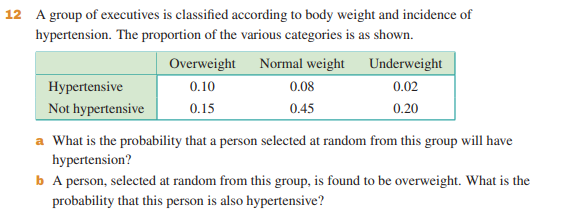 12 A group of executives is classified according to body weight and incidence of
hypertension. The proportion of the various categories is as shown.
Overweight Normal weight Underweight
Hypertensive 0.10 0.08 0.02
Not hypertensive 0.15 0.45 0.20
a What is the probability that a person selected at random from this group will have
hypertension?
b A person, selected at random from this group, is found to be overweight. What is the
probability that this person is also hypertensive?